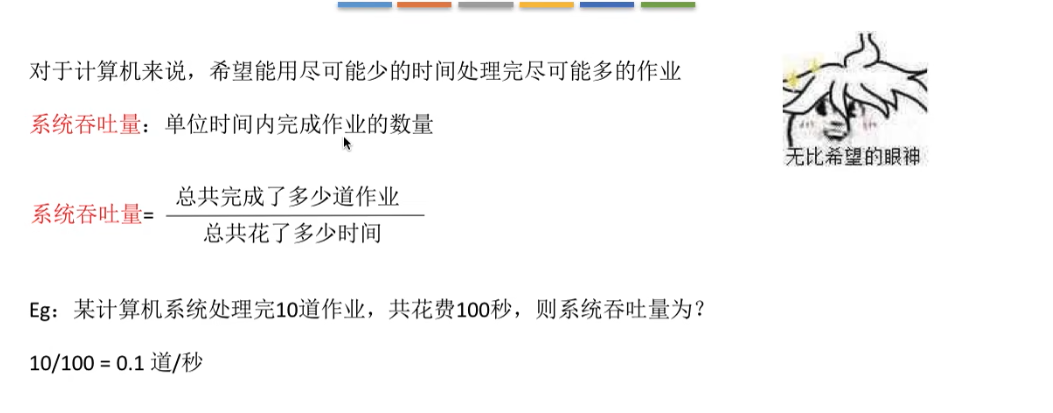 对于计算机来说，希望能用尽可能少的时间处理完尽可能多的作业
系统吞吐量：单位时间内完成作业的数量
无比希望的眼神
总共完成了多少道作业
系统吞吐量=
总共花了多少时间
Eg：某计算机系统处理完10道作业，共花费100秒，则系统吞吐量为？
10/100 = 0.1 道/秒